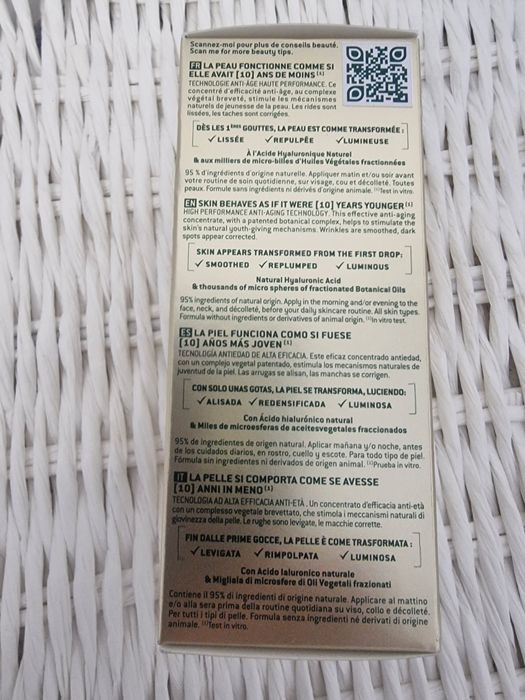 Scannez-moi pour plus de conseils beauté.
Scan me for more beauty tips.
FR LA PEAU FONCTIONNE COMME SI
ELLE AVAIT [10] ANS DE MOINS (1)
TECHNOLOGIE ANTI-ÂGE HAUTE PERFORMANCE. Ce
concentré d'efficacité anti-âge, au complexe
végétal breveté, stimule les mécanismes
naturels de jeunesse de la peau. Les rides sont
lissées, les taches sont corrigées.
DÈS LES 1ÈRES GOUTTES, LA PEAU EST COMME TRANSFORMÉE :
✓LISSÉE ✓REPULPÉE ✓LUMINEUSE
À l'Acide Hyaluronique Naturel
& aux milliers de micro-billes d'Huiles Végétales fractionnées
95 % d'ingrédients d'origine naturelle. Appliquer matin et/ou soir avant
votre routine de soin quotidienne, sur visage, cou et décolleté. Toutes
peaux. Formule sans ingrédients ni dérivés d'origine animale. (1)Test in vitro.
EN SKIN BEHAVES AS IF IT WERE [10] YEARS YOUNGER (1)
HIGH PERFORMANCE ANTI-AGING TECHNOLOGY. This effective anti-aging
concentrate, with a patented botanical complex, helps to stimulate the
skin's natural youth-giving mechanisms. Wrinkles are smoothed, dark
spots appear corrected.
SKIN APPEARS TRANSFORMED FROM THE FIRST DROP:
✓ SMOOTHED ✓ REPLUMPED ✓ LUMINOUS
Natural Hyaluronic Acid
& thousands of micro spheres of fractionated Botanical Oils
95% ingredients of natural origin. Apply in the morning and/or evening to the
face, neck, and décolleté, before your daily skincare routine. All skin types.
Formula without ingredients or derivatives of animal origin. (1)In vitro test.
ES LA PIEL FUNCIONA COMO SI FUESE
[10] AÑOS MÁS JOVEN (1)
TECNOLOGÍA ANTIEDAD DE ALTA EFICACIA. Este eficaz concentrado antiedad,
con un complejo vegetal patentado, estimula los mecanismos naturales de
juventud de la piel. Las arrugas se alisan, las manchas se corrigen.
CON SOLO UNAS GOTAS, LA PIEL SE TRANSFORMA, LUCIENDO:
✓ALISADA ✓REDENSIFICADA ✓LUMINOSA
Con Ácido hialurónico natural
& Miles de microesferas de aceitesvegetales fraccionados
95% de ingredientes de origen natural. Aplicar mañana y/o noche, antes
de los cuidados diarios, en rostro, cuello y escote. Para todo tipo de piel.
Fórmula sin ingredientes ni derivados de origen animal. (1)Prueba in vitro.
IT LA PELLE SI COMPORTA COME SE AVESSE
[10] ANNI IN MENO (1)
TECNOLOGIA AD ALTA EFFICACIA ANTI-ETÀ. Un concentrato d'efficacia anti-età
con un complesso vegetale brevettato, che stimola i meccanismi naturali di
giovinezza della pelle. Le rughe sono levigate, le macchie corrette.
FIN DALLE PRIME GOCCE, LA PELLE È COME TRASFORMATA :
✓LEVIGATA ✓RIMPOLPATA ✓LUMINOSA
Con Acido Ialuronico naturale
& Migliaia di microsfere di Oli Vegetali frazionati
Contiene il 95% di ingredienti di origine naturale. Applicare al mattino
e/o alla sera prima della routine quotidiana su viso, collo e décolleté.
Per tutti i tipi di pelle. Formula senza ingredienti né derivati di origine
animale. (1)Test in vitro.